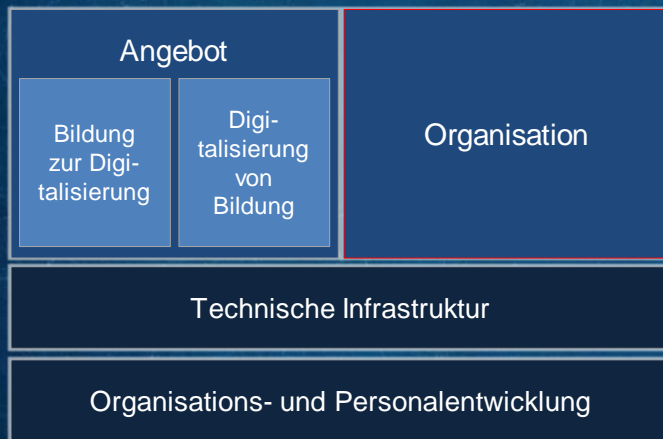 Angebot
Bildung
zur Digi-
talisierung
Digi-
talisierung
von
Bildung
Organisation
Technische Infrastruktur
Organisations- und Personalentwicklung